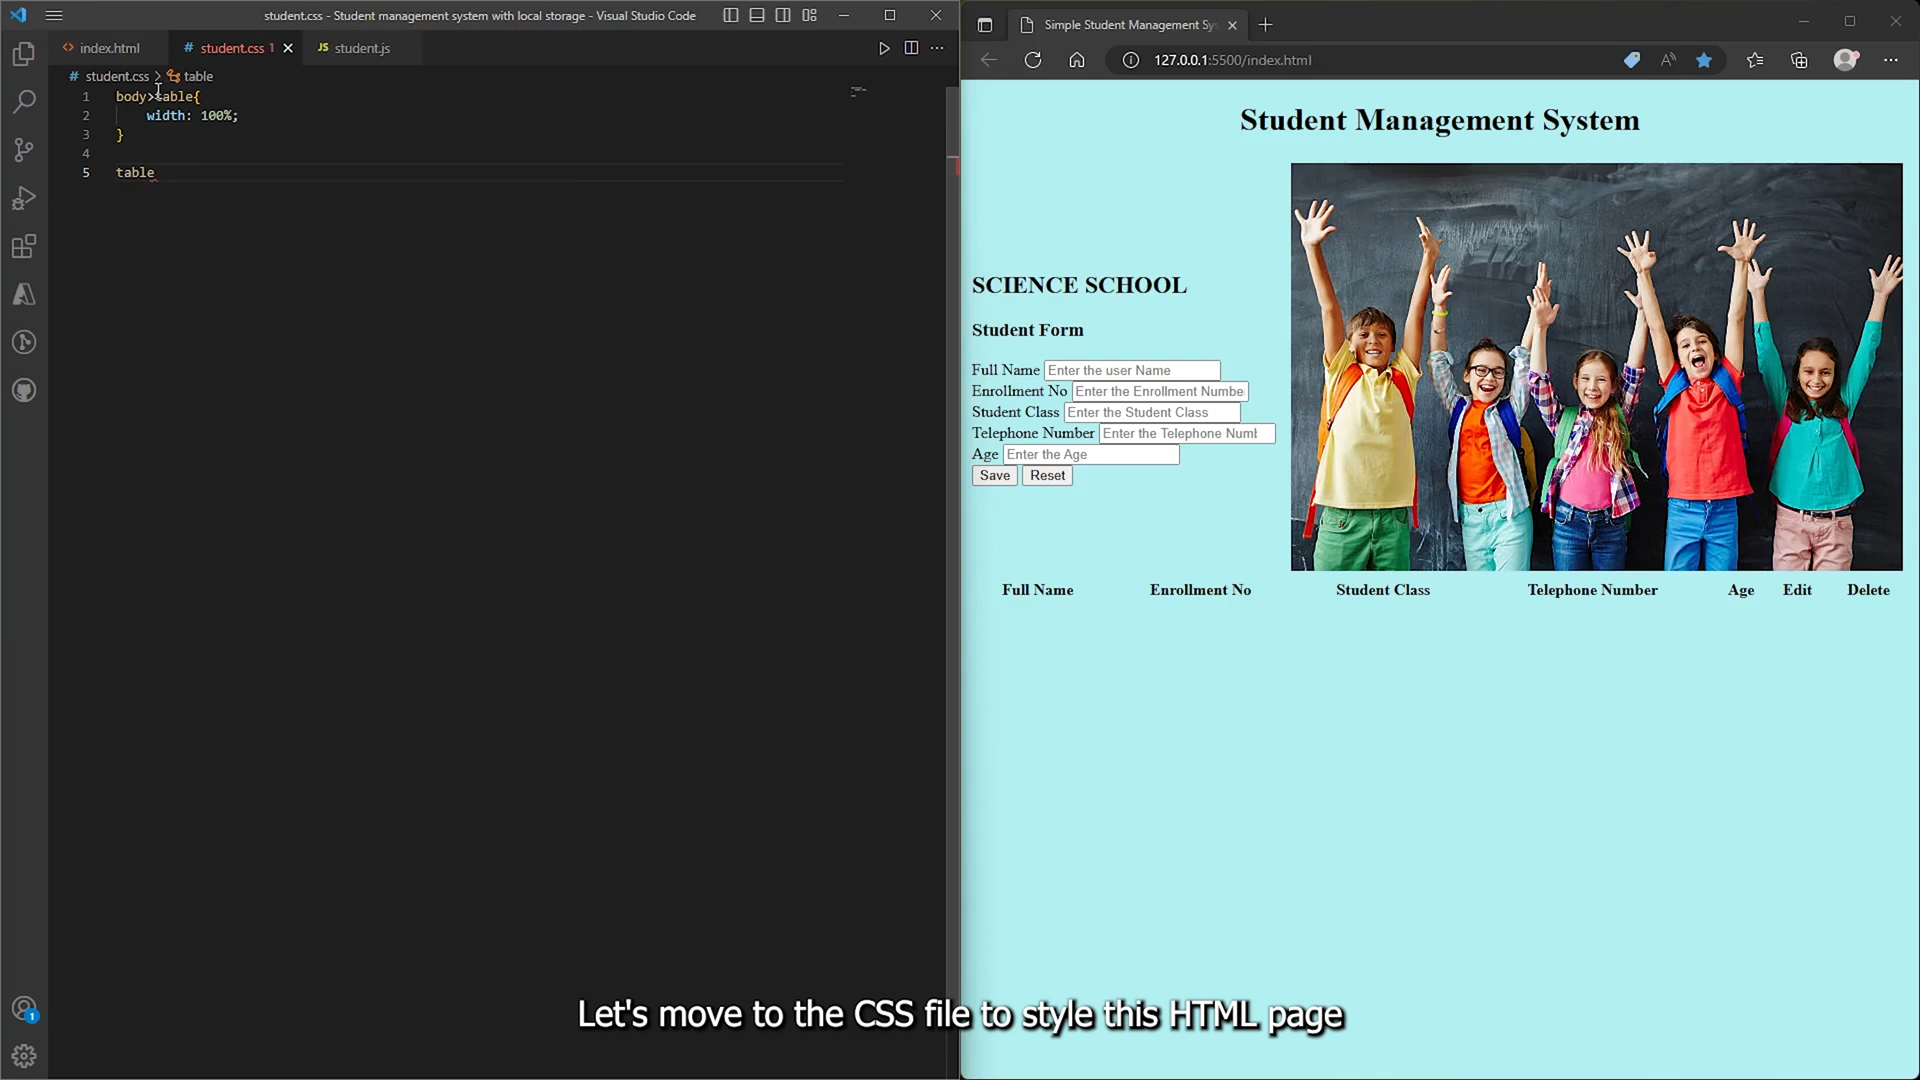 student.css - Student management system with local storage - Visual Studio Code
index.html
student.css 1
JS student.js
# student.css > table
1 body>table{
2 width: 100%;
3 }
4
5 table
1
Simple Student Management Sy
127.0.0.1:5500/index.html
Student Management System
SCIENCE SCHOOL
Student Form
Full Name Enter the user Name
Enrollment No Enter the Enrollment Numbe
Student Class Enter the Student Class
Telephone Number Enter the Telephone Numb
Age Enter the Age
Save Reset
Full Name Enrollment No Student Class Telephone Number Age Edit Delete
Let's move to the CSS file to style this HTML page